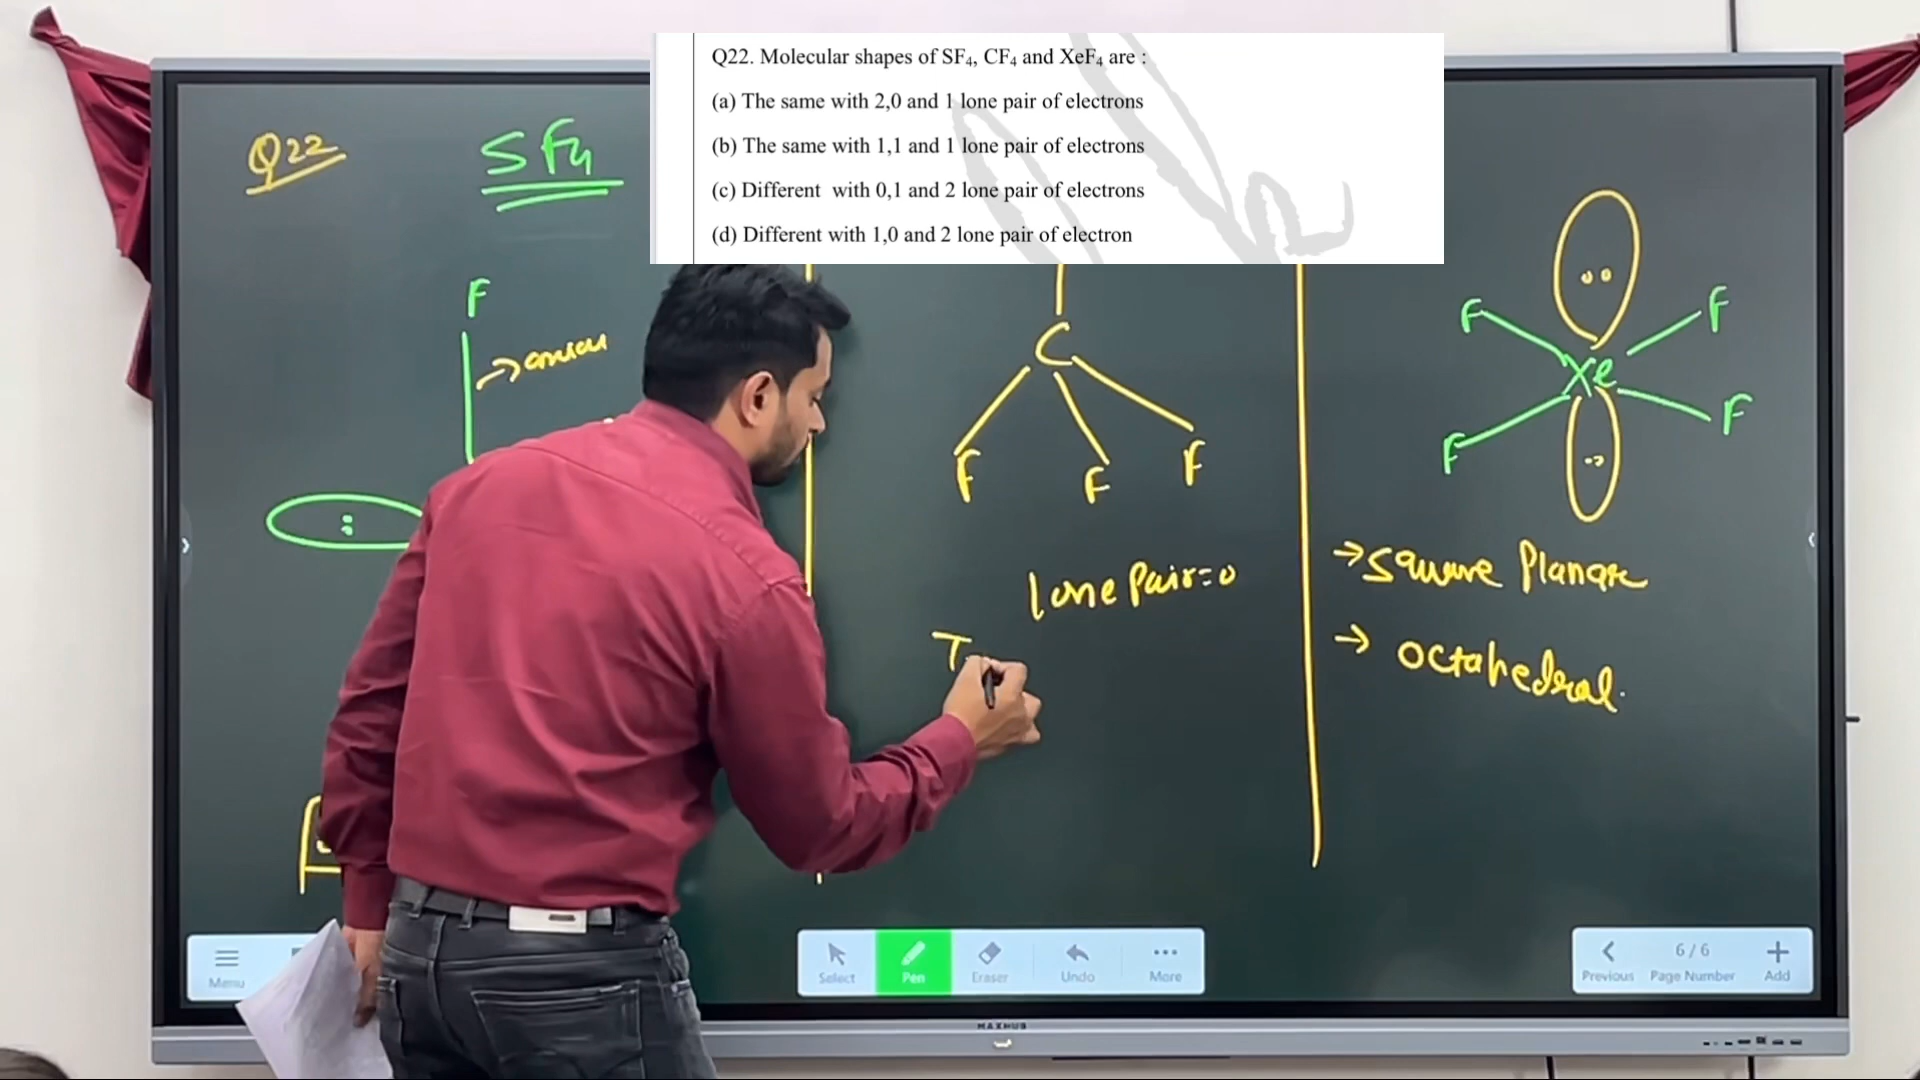 Q22. Molecular shapes of SF₄, CF₄ and XeF₄ are :
(a) The same with 2,0 and 1 lone pair of electrons
(b) The same with 1,1 and 1 lone pair of electrons
(c) Different with 0,1 and 2 lone pair of electrons
(d) Different with 1,0 and 2 lone pair of electron
Q22
SF₄
F
C
F F F
lone Pair=0
T
F F
Xe
F F
→ Square Planar
→ octahedral.
Menu
Select Pen Eraser Undo More
6/6
Previous Page Number Add
MAXHUB